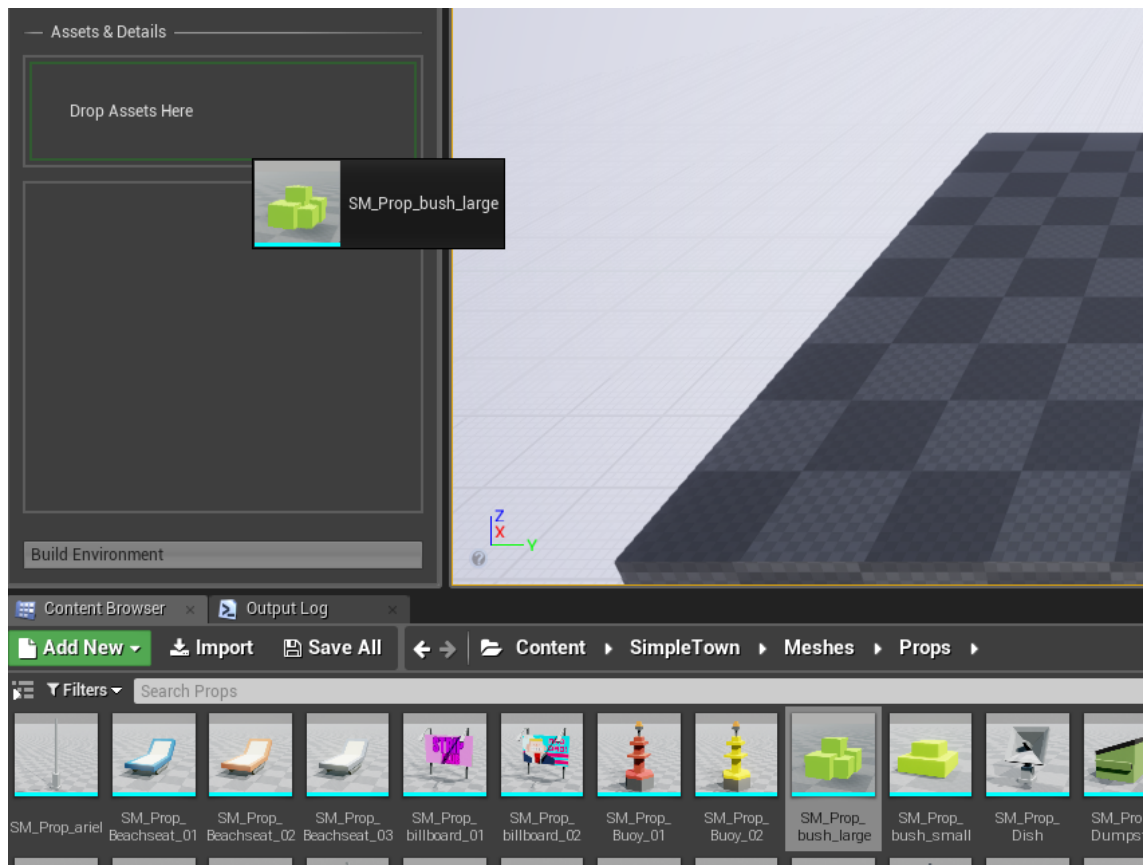 Assets & Details
Drop Assets Here
SM_Prop_bush_large
Z
X
Y
?
Build Environment
Content Browser × Output Log ×
Add New Import Save All Content SimpleTown Meshes Props
Filters Search Props
SM_Prop_ariel SM_Prop_ SM_Prop_ SM_Prop_ SM_Prop_ SM_Prop_ SM_Prop_ SM_Prop_ SM_Prop_ SM_Prop_ SM_Prop_ SM_Pro
Beachseat_01 Beachseat_02 Beachseat_03 billboard_01 billboard_02 Buoy_01 Buoy_02 bush_large bush_small Dish Dumps